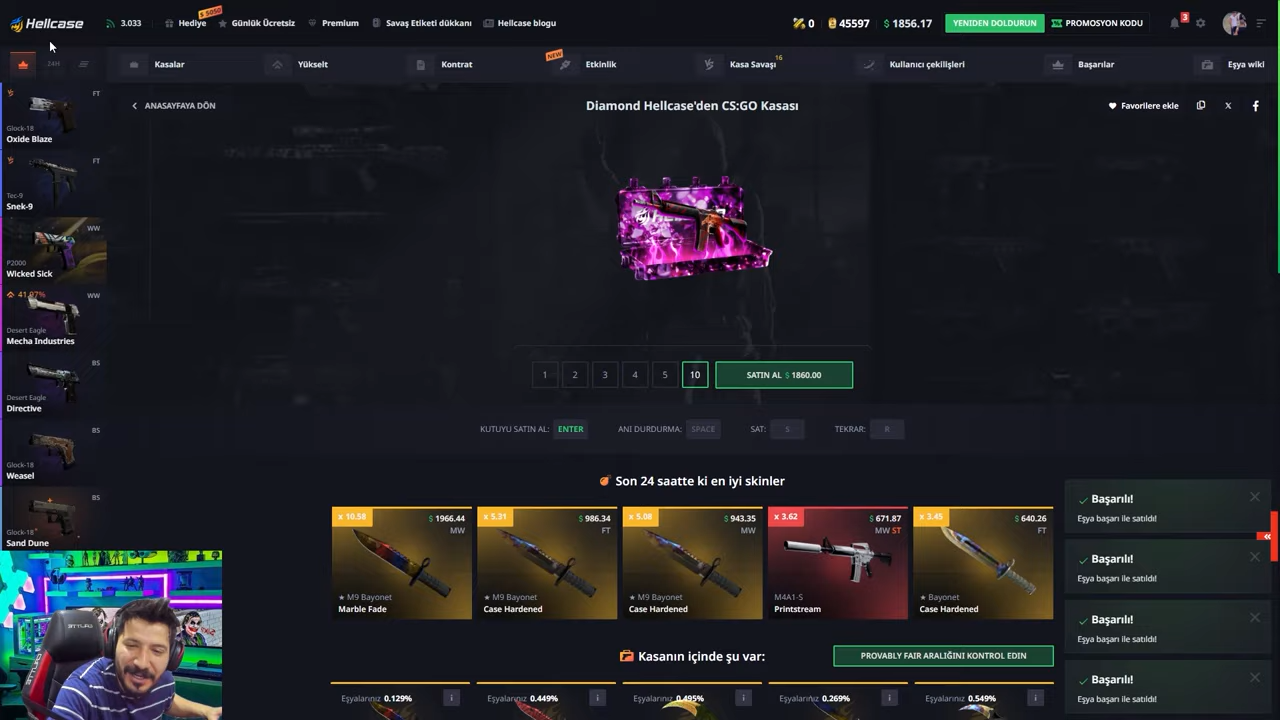 Hellcase
3.033
Hediye
$ 5050
Günlük Ücretsiz
Premium
Savaş Etiketi dükkanı
Hellcase blogu
0
45597
$ 1856.17
YENİDEN DOLDURUN
PROMOSYON KODU
3
24H
Kasalar
Yükselt
Kontrat
NEW
Etkinlik
Kasa Savaşı
16
Kullanıcı çekilişleri
Başarılar
Eşya wiki
ANASAYFAYA DÖN
Diamond Hellcase'den CS:GO Kasası
Favorilere ekle
FT
Glock-18
Oxide Blaze
FT
Tec-9
Snek-9
WW
P2000
Wicked Sick
41.97%
WW
Desert Eagle
Mecha Industries
BS
Desert Eagle
Directive
BS
Glock-18
Weasel
BS
Glock-18
Sand Dune
1
2
3
4
5
10
SATIN AL $ 1860.00
KUTUYU SATIN AL: ENTER
ANI DURDURMA: SPACE
SAT: S
TEKRAR: R
Son 24 saatte ki en iyi skinler
x 10.58
$ 1966.44
MW
★ M9 Bayonet
Marble Fade
x 5.31
$ 986.34
FT
★ M9 Bayonet
Case Hardened
x 5.08
$ 943.35
MW
★ M9 Bayonet
Case Hardened
x 3.62
$ 671.87
MW ST
M4A1-S
Printstream
x 3.45
$ 640.26
FT
★ Bayonet
Case Hardened
Kasanın içinde şu var:
PROVABLY FAIR ARALIĞINI KONTROL EDIN
Eşyalarınız 0.129%
Eşyalarınız 0.449%
Eşyalarınız 0.495%
Eşyalarınız 0.269%
Eşyalarınız 0.549%
Başarılı!
Eşya başarı ile satıldı!
Başarılı!
Eşya başarı ile satıldı!
Başarılı!
Eşya başarı ile satıldı!
Başarılı!
Eşya başarı ile satıldı!